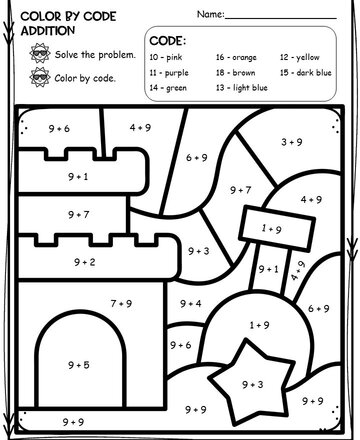 COLOR BY CODE
ADDITION
Name:
Solve the problem.
Color by code.
CODE:
10 – pink 16 – orange 12 – yellow
11 – purple 18 – brown 15 – dark blue
14 – green 13 – light blue
9 + 6
4 + 9
6 + 9
3 + 9
9 + 1
9 + 7
4 + 9
9 + 7
1 + 9
9 + 2
9 + 3
9 + 1
4 + 9
7 + 9
9 + 4
6 + 9
1 + 9
9 + 6
9 + 5
9 + 3
9 + 9
9 + 9
9 + 9